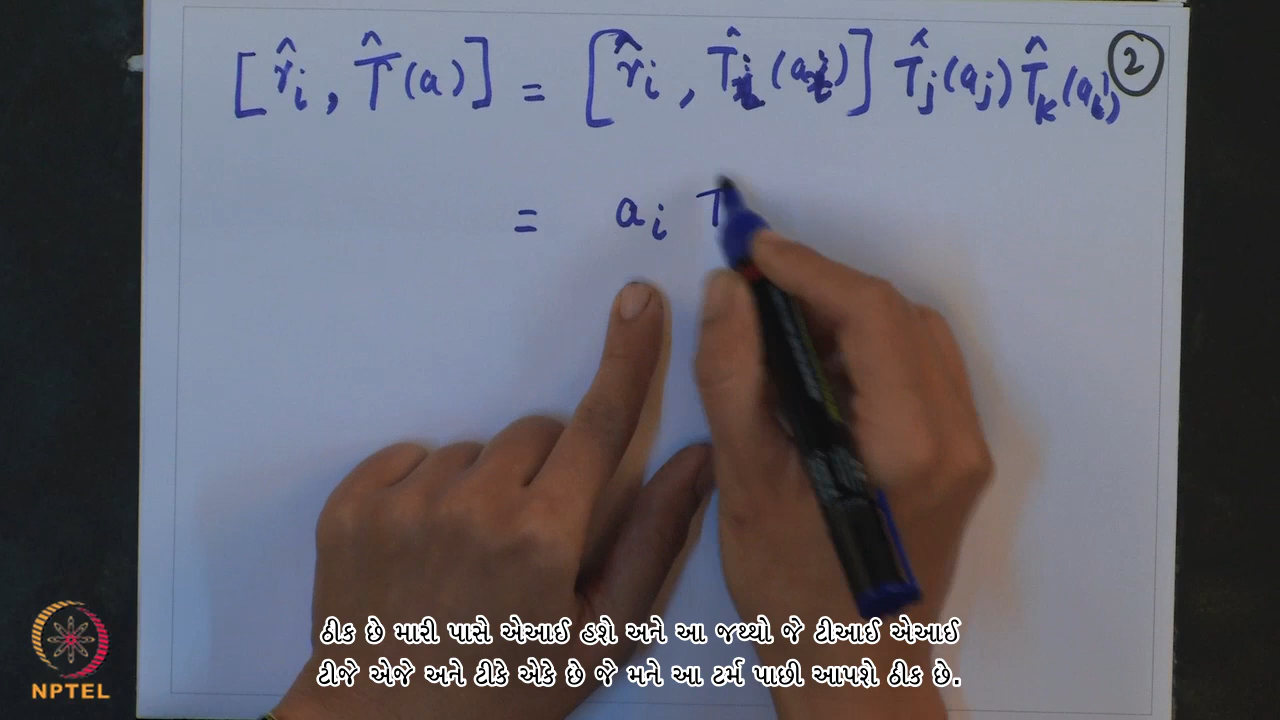 [r̂ᵢ, T̂(a)] = [r̂ᵢ, T̂ᵢ(aᵢ)] T̂ⱼ(aⱼ) T̂ₖ(aₖ) ②
= aᵢ T
ઠીક છે મારી પાસે એઆઈ હશે અને આ જથ્થો જે ટીઆઈ એઆઈ
ટીજે એજે અને ટીકે એકે છે જે મને આ ટર્મ પાછી આપશે ઠીક છે.
NPTEL